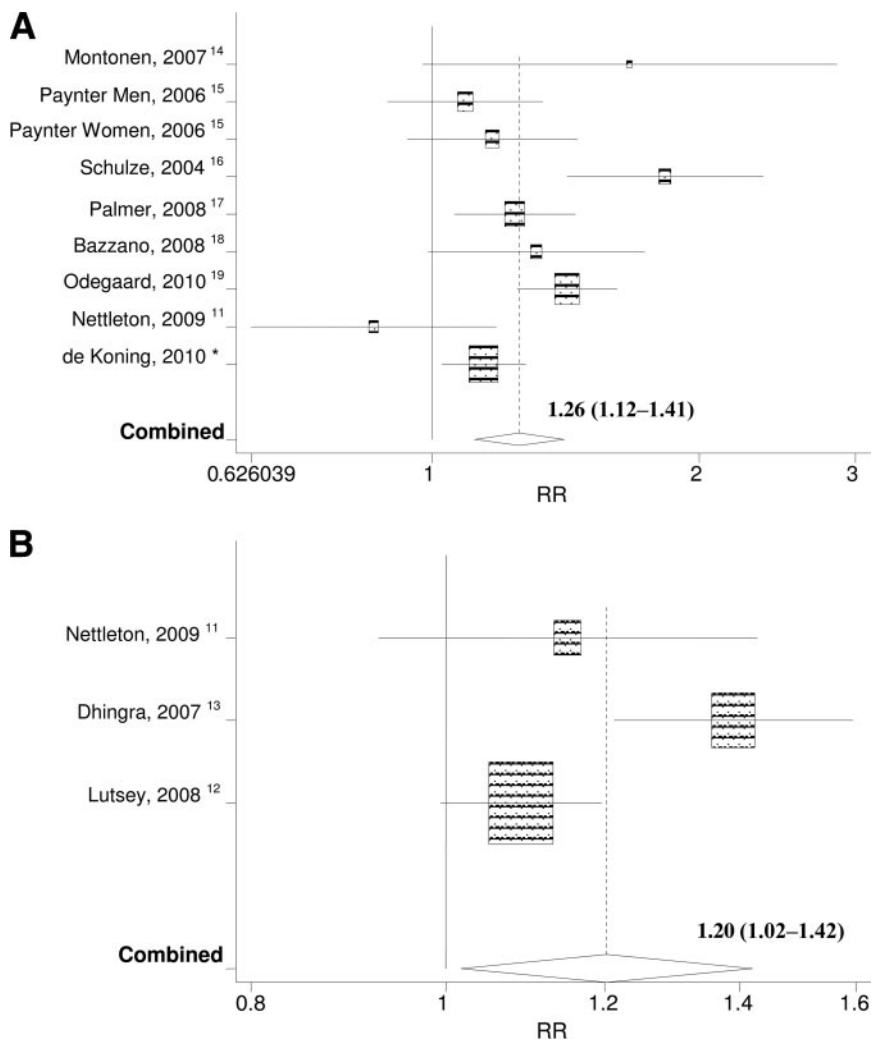 A
Montonen, 2007 14
Paynter Men, 2006 15
Paynter Women, 2006 15
Schulze, 2004 16
Palmer, 2008 17
Bazzano, 2008 18
Odegaard, 2010 19
Nettleton, 2009 11
de Koning, 2010 *
1.26 (1.12–1.41)
Combined
0.626039 1 2 3
RR
B
Nettleton, 2009 11
Dhingra, 2007 13
Lutsey, 2008 12
1.20 (1.02–1.42)
Combined
0.8 1 1.2 1.4 1.6
RR